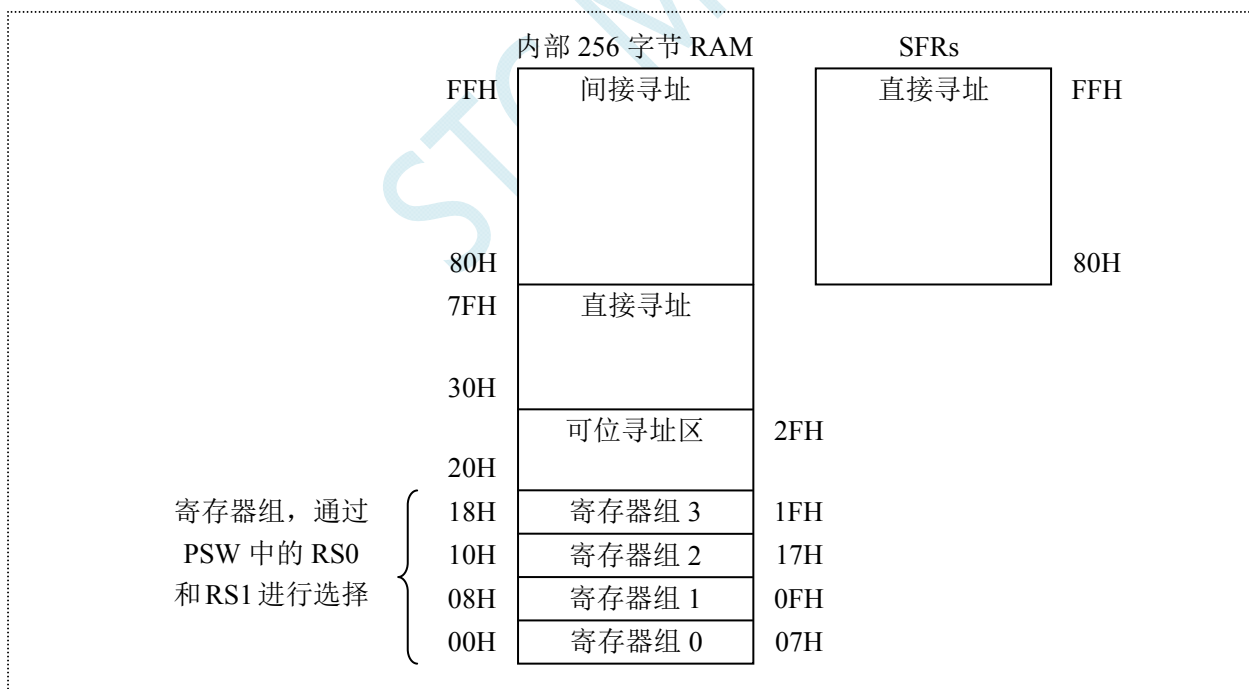 内部 256 字节 RAM SFRs
FFH 间接寻址 直接寻址 FFH
80H 80H
7FH 直接寻址
30H
可位寻址区 2FH
20H
寄存器组，通过 18H 寄存器组 3 1FH
PSW 中的 RS0 10H 寄存器组 2 17H
和 RS1 进行选择 08H 寄存器组 1 0FH
00H 寄存器组 0 07H